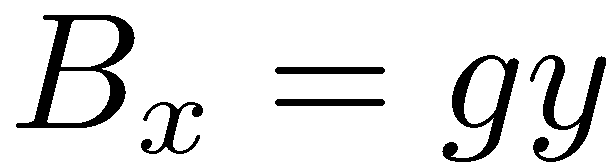 $B_x = gy$